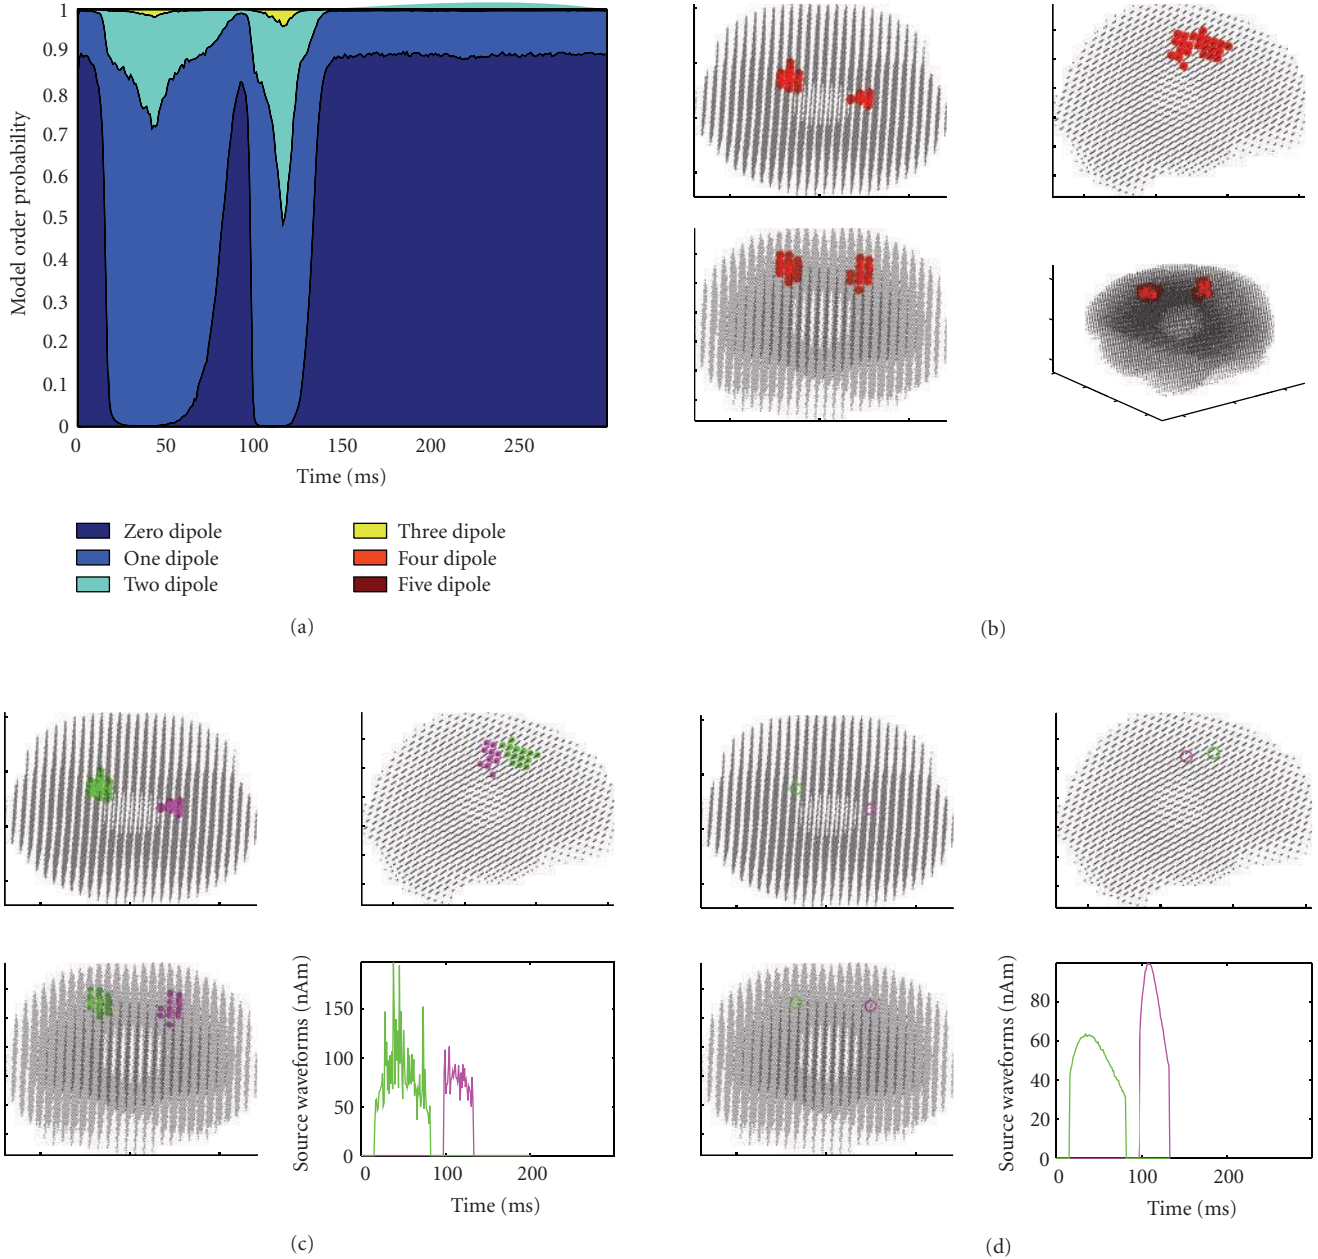 1
0.9
0.8
0.7
0.6
0.5
0.4
0.3
0.2
0.1
0
Model order probability
0 50 100 150 200 250
Time (ms)
Zero dipole
One dipole
Two dipole
Three dipole
Four dipole
Five dipole
(a)
(b)
Source waveforms (nAm)
150
100
50
0
0 100 200
Time (ms)
(c)
Source waveforms (nAm)
80
60
40
20
0
0 100 200
Time (ms)
(d)